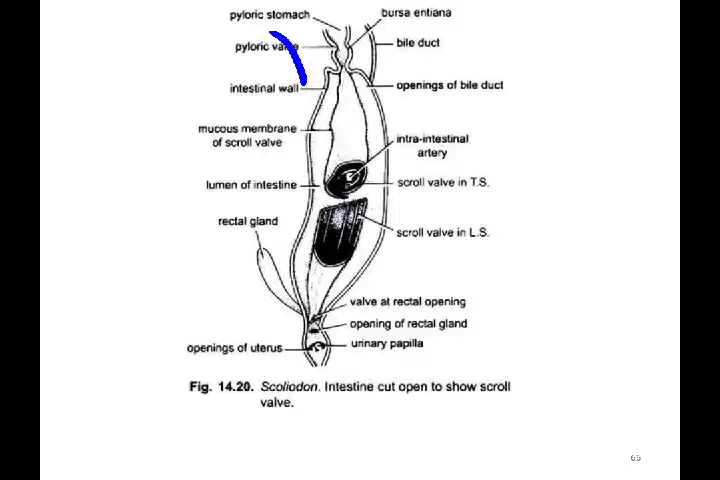 pyloric stomach
bursa entiana
pyloric valve
bile duct
intestinal wall
openings of bile duct
mucous membrane
of scroll valve
intra-intestinal
artery
lumen of intestine
scroll valve in T.S.
rectal gland
scroll valve in L.S.
valve at rectal opening
opening of rectal gland
openings of uterus
urinary papilla
Fig. 14.20. Scoliodon. Intestine cut open to show scroll
valve.